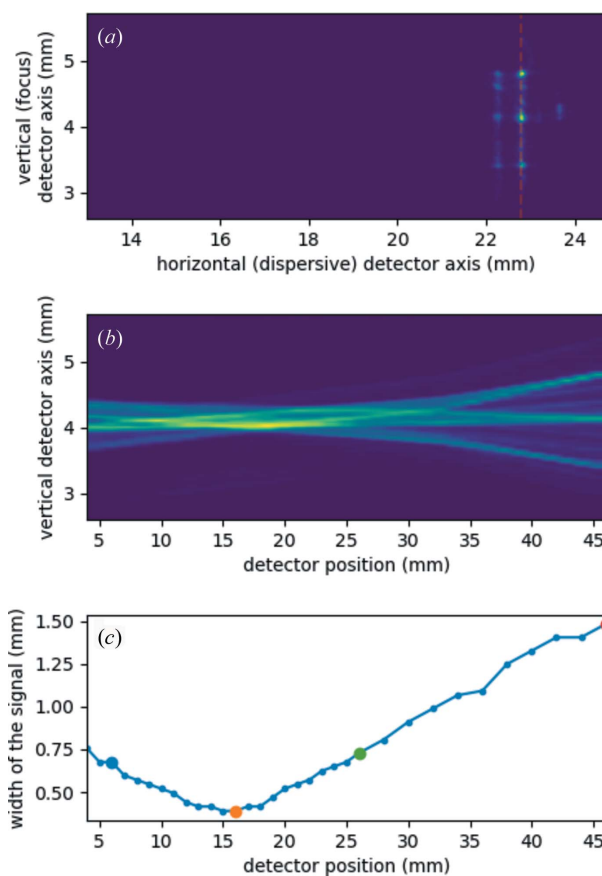 (a)
vertical (focus)
detector axis (mm)
5
4
3
14 16 18 20 22 24
horizontal (dispersive) detector axis (mm)
(b)
vertical detector axis (mm)
5
4
3
5 10 15 20 25 30 35 40 45
detector position (mm)
(c)
width of the signal (mm)
1.50
1.25
1.00
0.75
0.50
5 10 15 20 25 30 35 40 45
detector position (mm)